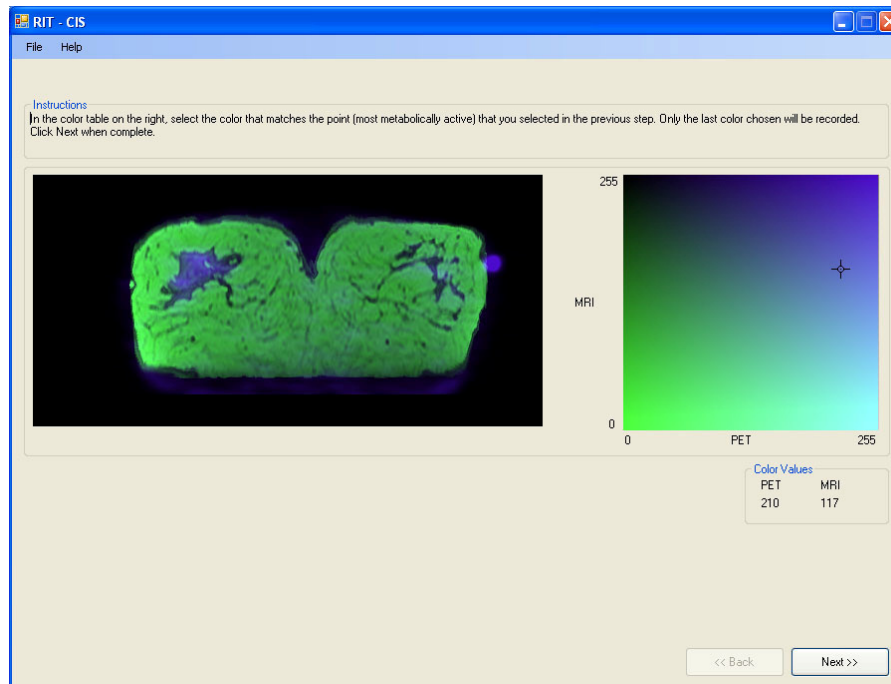 RIT - CIS
File Help
Instructions
In the color table on the right, select the color that matches the point (most metabolically active) that you selected in the previous step. Only the last color chosen will be recorded.
Click Next when complete.
255
MRI
0
0 PET 255
Color Values
PET MRI
210 117
<< Back Next >>